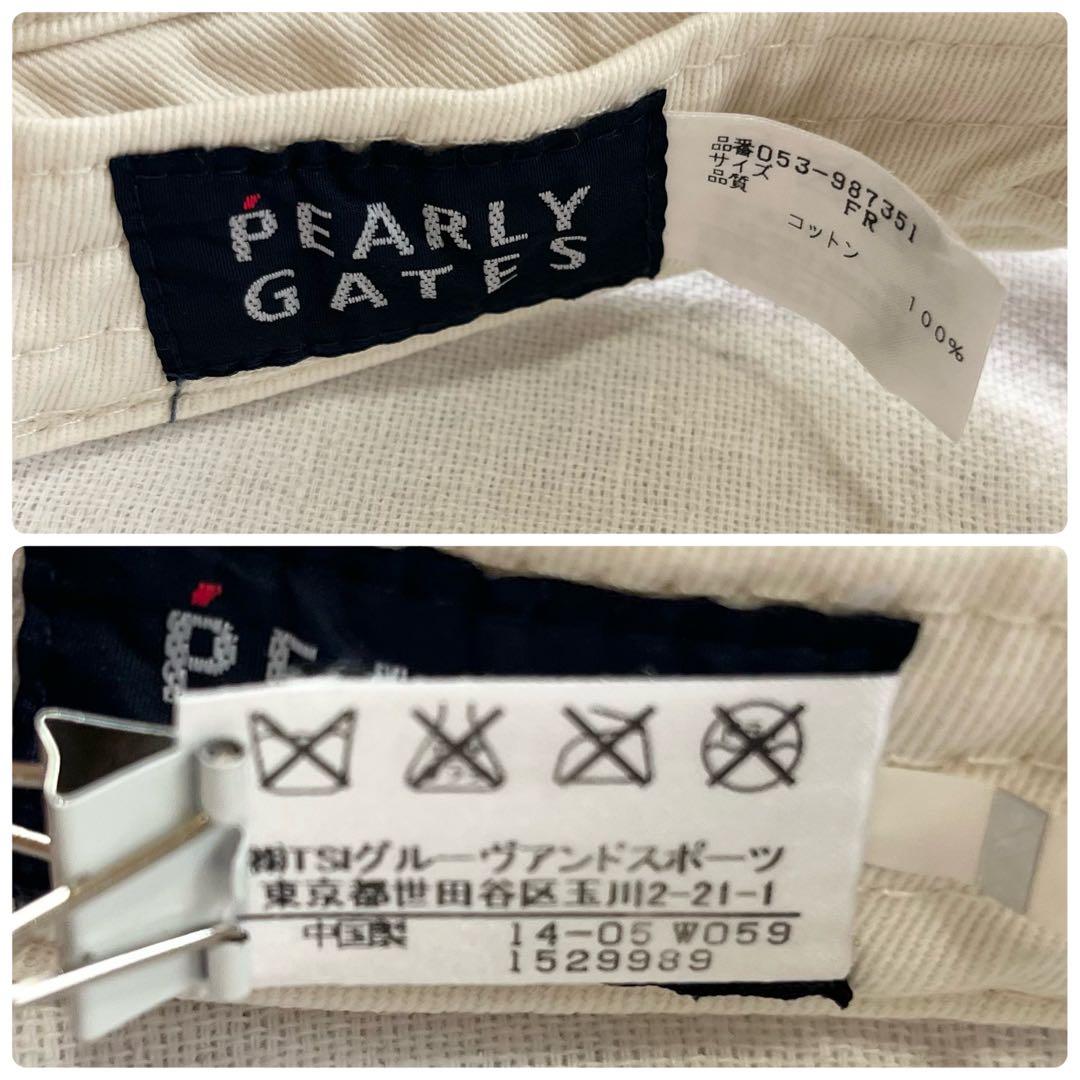 PEARLY
GATES
品番053-987351
サイズ FR
品質
コットン 100%
P
㈱TSIグルーヴアンドスポーツ
東京都世田谷区玉川2-21-1
中国製 14-05 W059
1529989